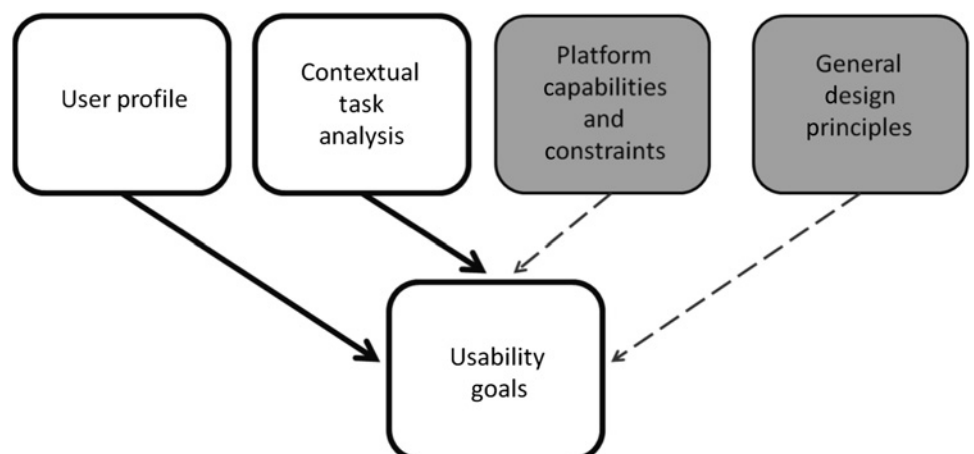 User profile
Contextual
task
analysis
Platform
capabilities
and
constraints
General
design
principles
Usability
goals